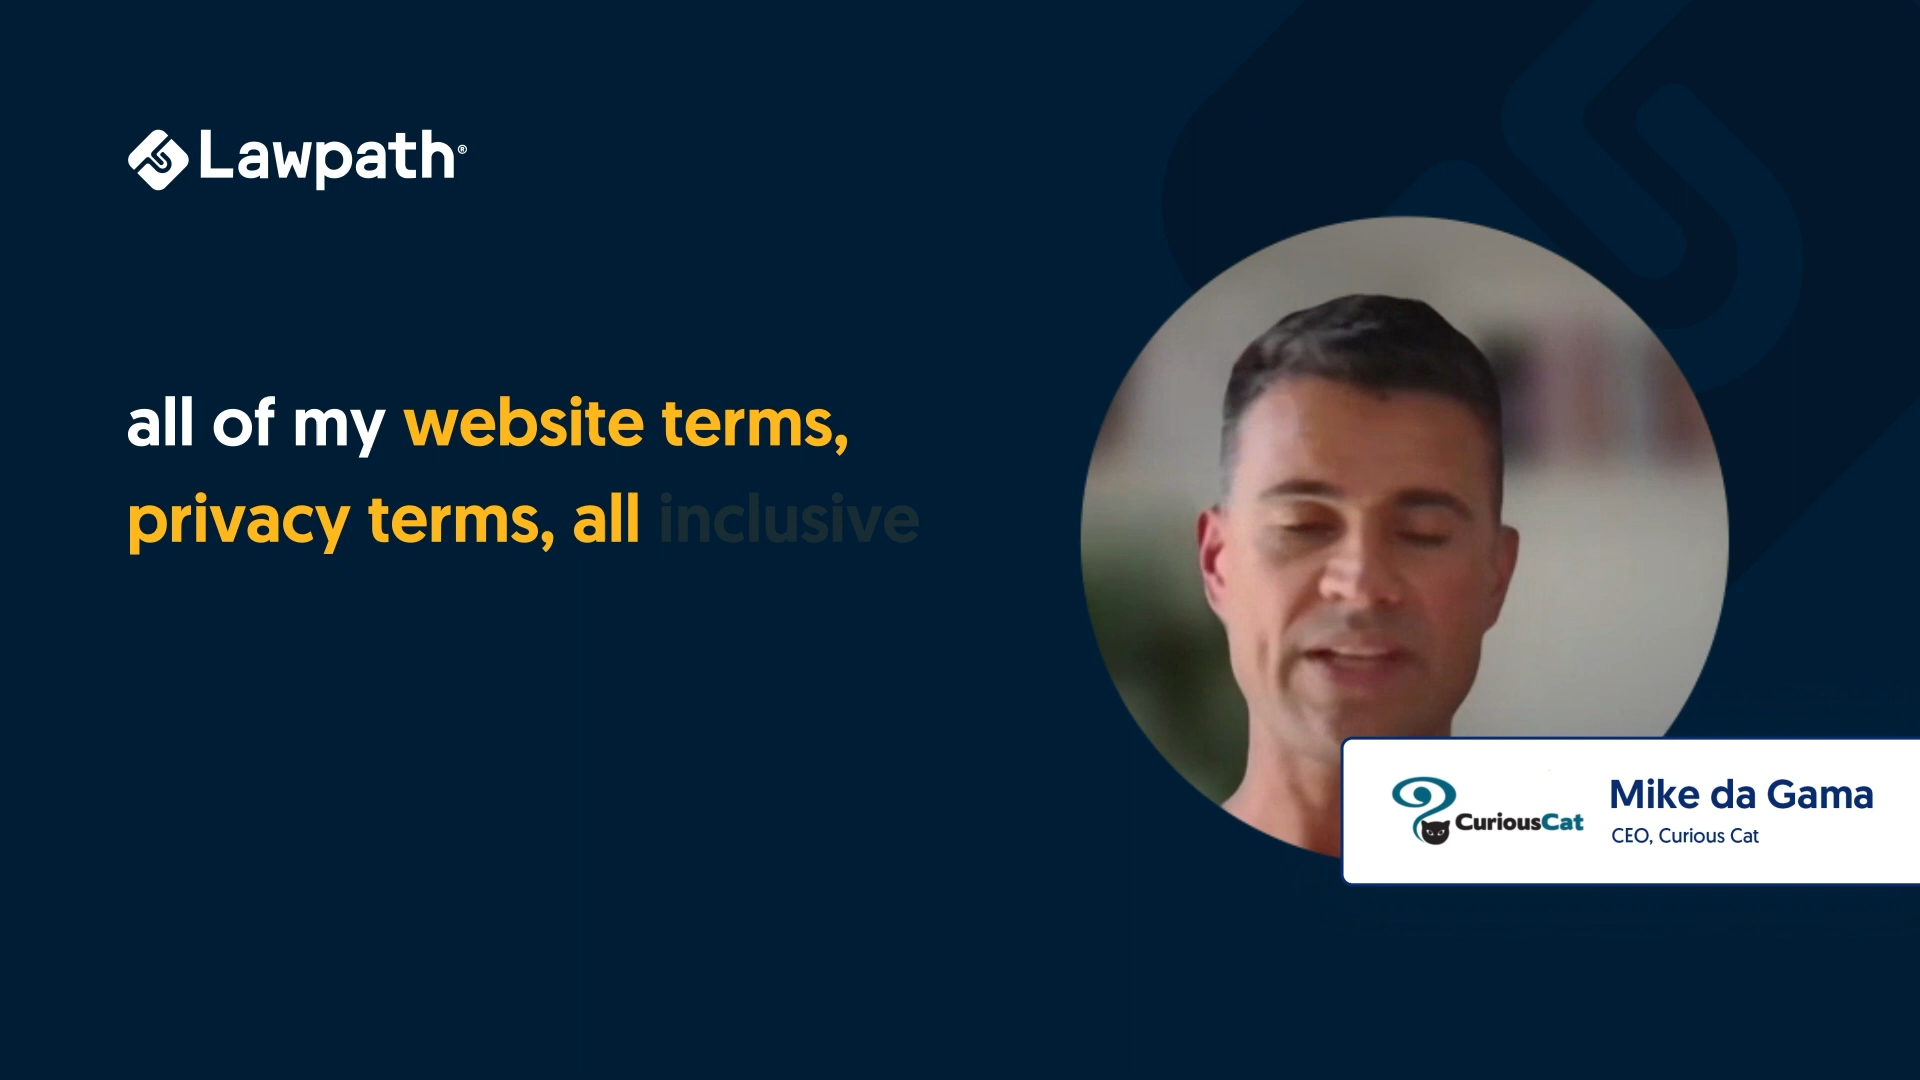 Lawpath®
all of my website terms,
privacy terms, all inclusive
CuriousCat
Mike da Gama
CEO, Curious Cat